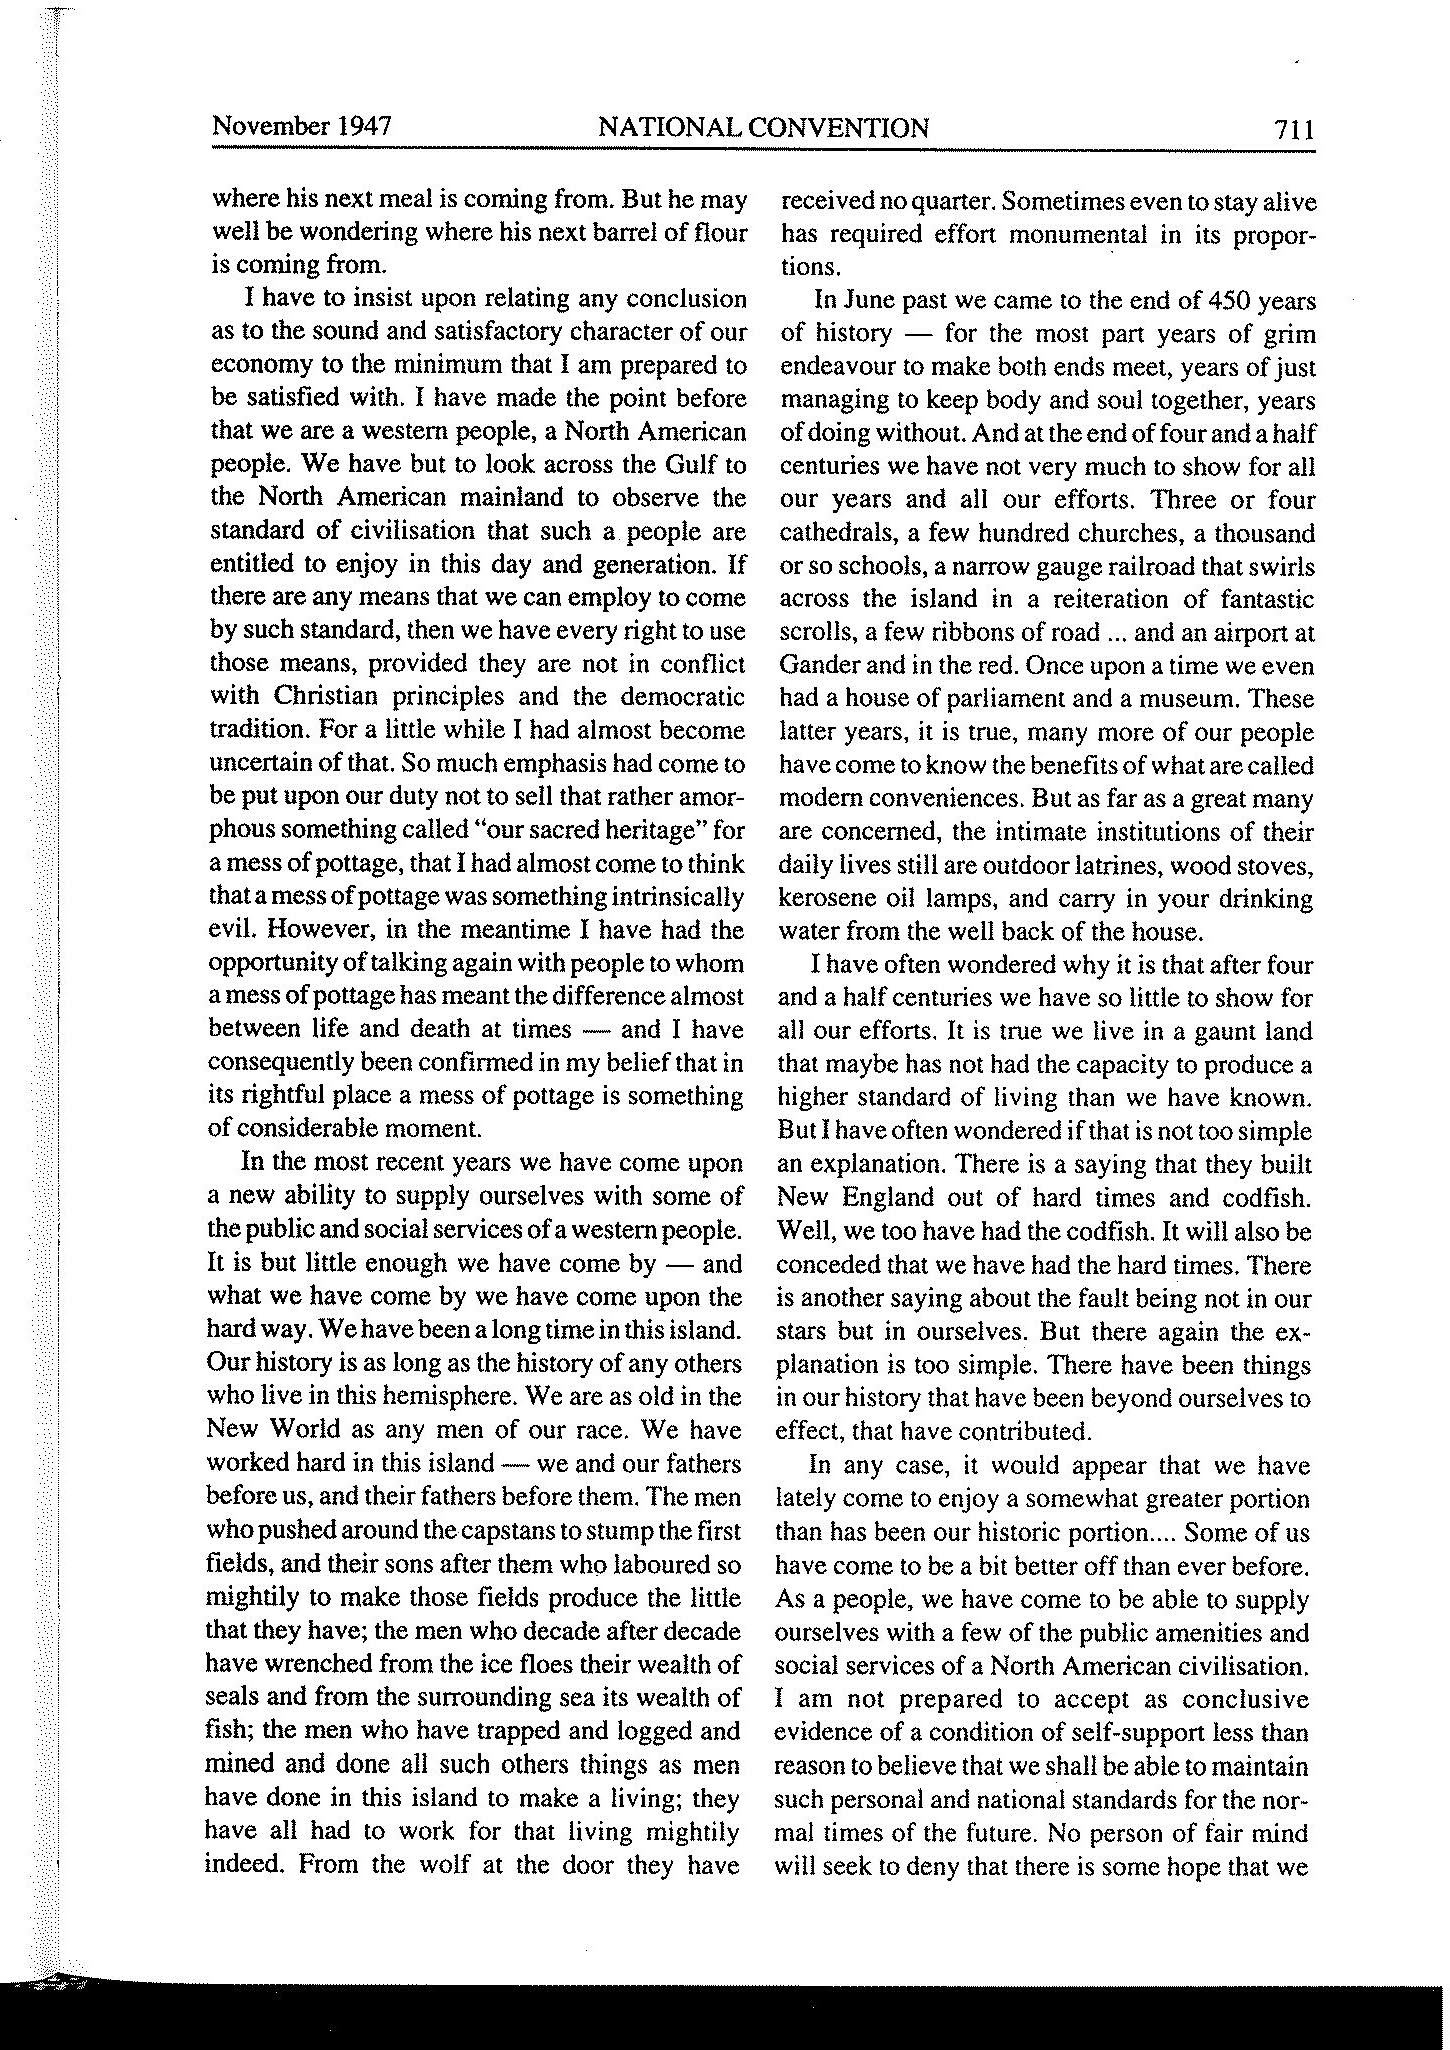 November 1947 NATIONAL CONVENTION 711
where his next meal is coming from. But he may
well be wondering where his next barrel of flour
is coming from.
I have to insist upon relating any conclusion
as to the sound and satisfactory character of our
economy to the minimum that I am prepared to
be satisfied with. I have made the point before
that we are a western people, a North American
people. We have but to look across the Gulf to
the North American mainland to observe the
standard of civilisation that such a people are
entitled to enjoy in this day and generation. If
there are any means that we can employ to come
by such standard, then we have every right to use
those means, provided they are not in conflict
with Christian principles and the democratic
tradition. For a little while I had almost become
uncertain of that. So much emphasis had come to
be put upon our duty not to sell that rather amor-
phous something called “our sacred heritage” for
a mess of pottage, that I had almost come to think
that a mess of pottage was something intrinsically
evil. However, in the meantime I have had the
opportunity of talking again with people to whom
a mess of pottage has meant the difference almost
between life and death at times — and I have
consequently been confirmed in my belief that in
its rightful place a mess of pottage is something
of considerable moment.
In the most recent years we have come upon
a new ability to supply ourselves with some of
the public and social services of a western people.
It is but little enough we have come by — and
what we have come by we have come upon the
hard way. We have been a long time in this island.
Our history is as long as the history of any others
who live in this hemisphere. We are as old in the
New World as any men of our race. We have
worked hard in this island — we and our fathers
before us, and their fathers before them. The men
who pushed around the capstans to stump the first
fields, and their sons after them who laboured so
mightily to make those fields produce the little
that they have; the men who decade after decade
have wrenched from the ice floes their wealth of
seals and from the surrounding sea its wealth of
fish; the men who have trapped and logged and
mined and done all such others things as men
have done in this island to make a living; they
have all had to work for that living mightily
indeed. From the wolf at the door they have
received no quarter. Sometimes even to stay alive
has required effort monumental in its propor-
tions.
In June past we came to the end of 450 years
of history — for the most part years of grim
endeavour to make both ends meet, years of just
managing to keep body and soul together, years
of doing without. And at the end of four and a half
centuries we have not very much to show for all
our years and all our efforts. Three or four
cathedrals, a few hundred churches, a thousand
or so schools, a narrow gauge railroad that swirls
across the island in a reiteration of fantastic
scrolls, a few ribbons of road ... and an airport at
Gander and in the red. Once upon a time we even
had a house of parliament and a museum. These
latter years, it is true, many more of our people
have come to know the benefits of what are called
modern conveniences. But as far as a great many
are concerned, the intimate institutions of their
daily lives still are outdoor latrines, wood stoves,
kerosene oil lamps, and carry in your drinking
water from the well back of the house.
I have often wondered why it is that after four
and a half centuries we have so little to show for
all our efforts. It is true we live in a gaunt land
that maybe has not had the capacity to produce a
higher standard of living than we have known.
But I have often wondered if that is not too simple
an explanation. There is a saying that they built
New England out of hard times and codfish.
Well, we too have had the codfish. It will also be
conceded that we have had the hard times. There
is another saying about the fault being not in our
stars but in ourselves. But there again the ex-
planation is too simple. There have been things
in our history that have been beyond ourselves to
effect, that have contributed.
In any case, it would appear that we have
lately come to enjoy a somewhat greater portion
than has been our historic portion.... Some of us
have come to be a bit better off than ever before.
As a people, we have come to be able to supply
ourselves with a few of the public amenities and
social services of a North American civilisation.
I am not prepared to accept as conclusive
evidence of a condition of self-support less than
reason to believe that we shall be able to maintain
such personal and national standards for the nor-
mal times of the future. No person of fair mind
will seek to deny that there is some hope that we